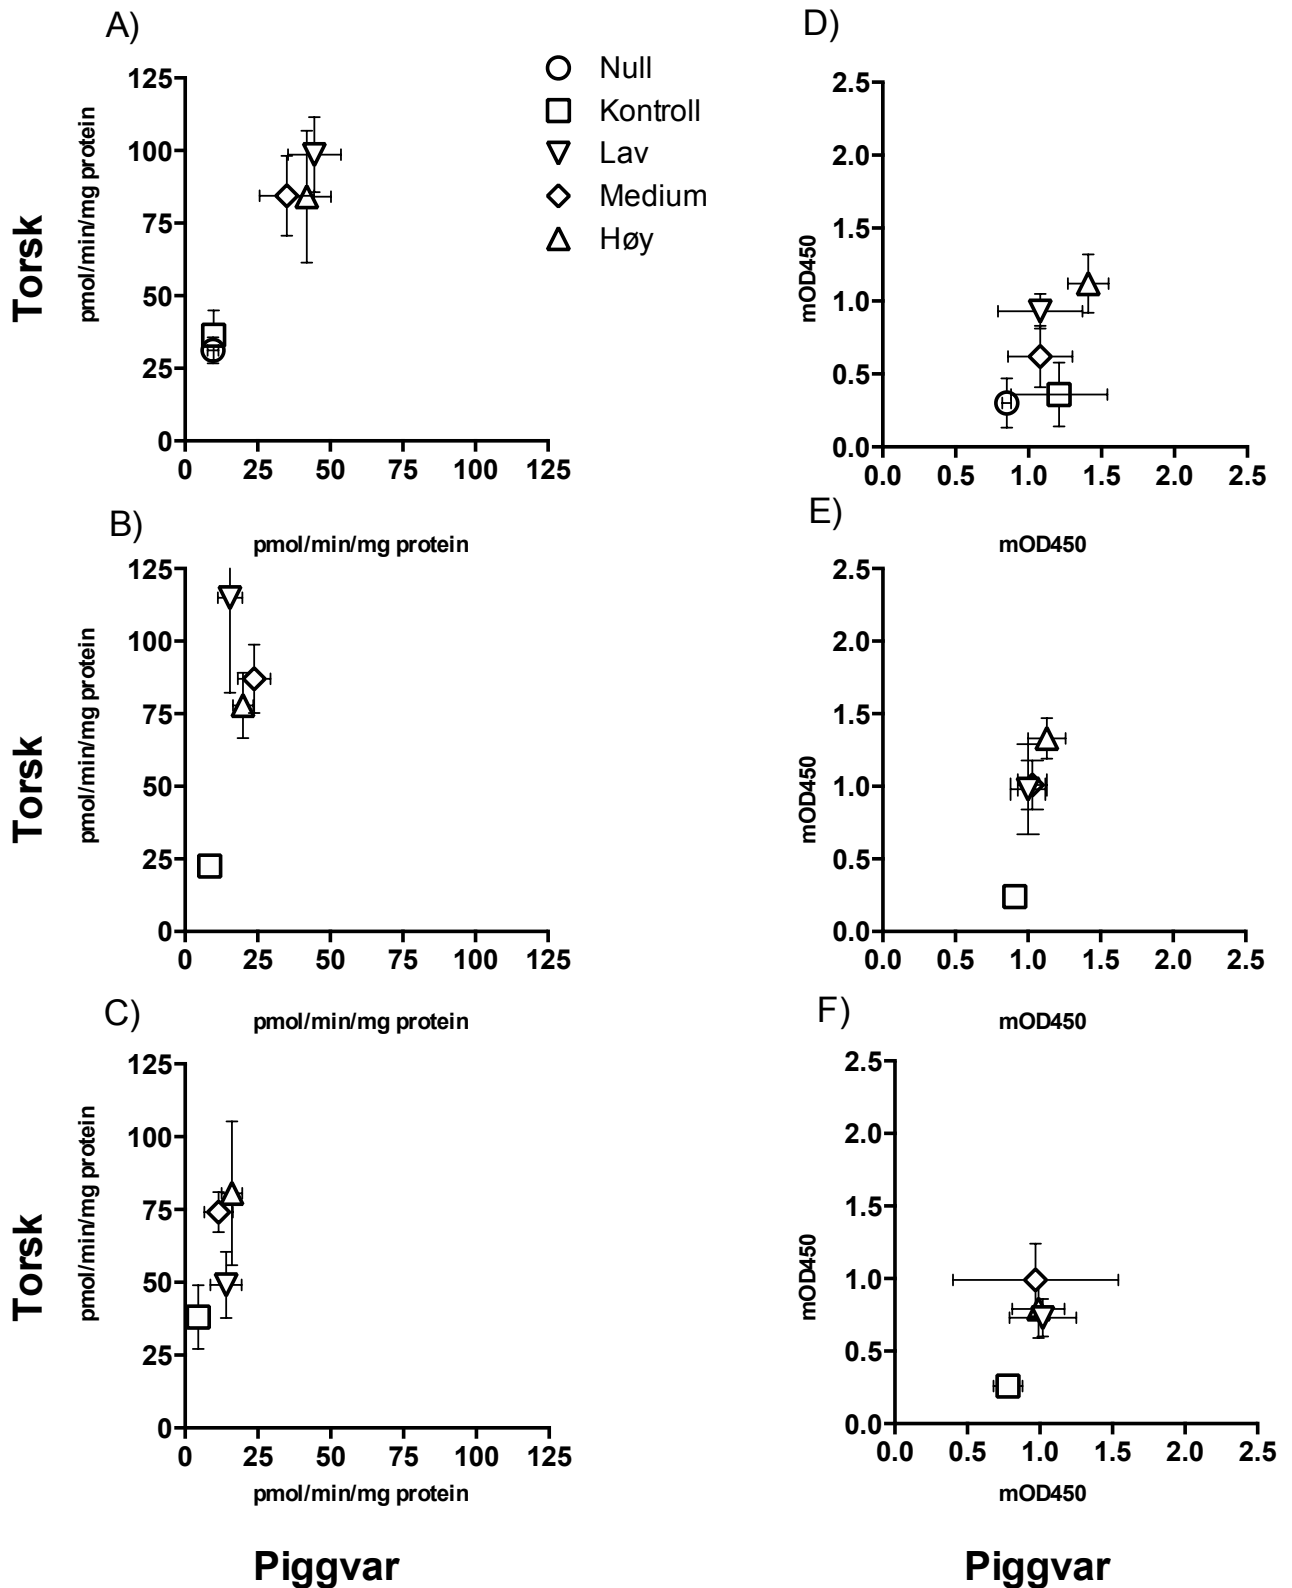 A)
Torsk
pmol/min/mg protein
125
100
75
50
25
0
0 25 50 75 100 125
pmol/min/mg protein
Null
Kontroll
Lav
Medium
Høy
D)
mOD450
2.5
2.0
1.5
1.0
0.5
0.0
0.0 0.5 1.0 1.5 2.0 2.5
mOD450
B)
Torsk
pmol/min/mg protein
125
100
75
50
25
0
0 25 50 75 100 125
pmol/min/mg protein
E)
mOD450
2.5
2.0
1.5
1.0
0.5
0.0
0.0 0.5 1.0 1.5 2.0 2.5
mOD450
C)
Torsk
pmol/min/mg protein
125
100
75
50
25
0
0 25 50 75 100 125
pmol/min/mg protein
Piggvar
F)
mOD450
2.5
2.0
1.5
1.0
0.5
0.0
0.0 0.5 1.0 1.5 2.0 2.5
mOD450
Piggvar